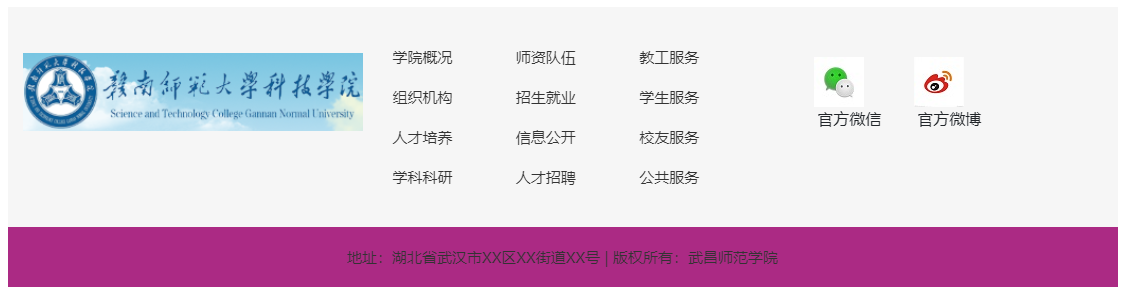 贛南師範大學科技學院
Science and Technology College Gannan Normal University
学院概况 师资队伍 教工服务
组织机构 招生就业 学生服务
人才培养 信息公开 校友服务
学科科研 人才招聘 公共服务
官方微信 官方微博
地址：湖北省武汉市XX区XX街道XX号 | 版权所有：武昌师范学院